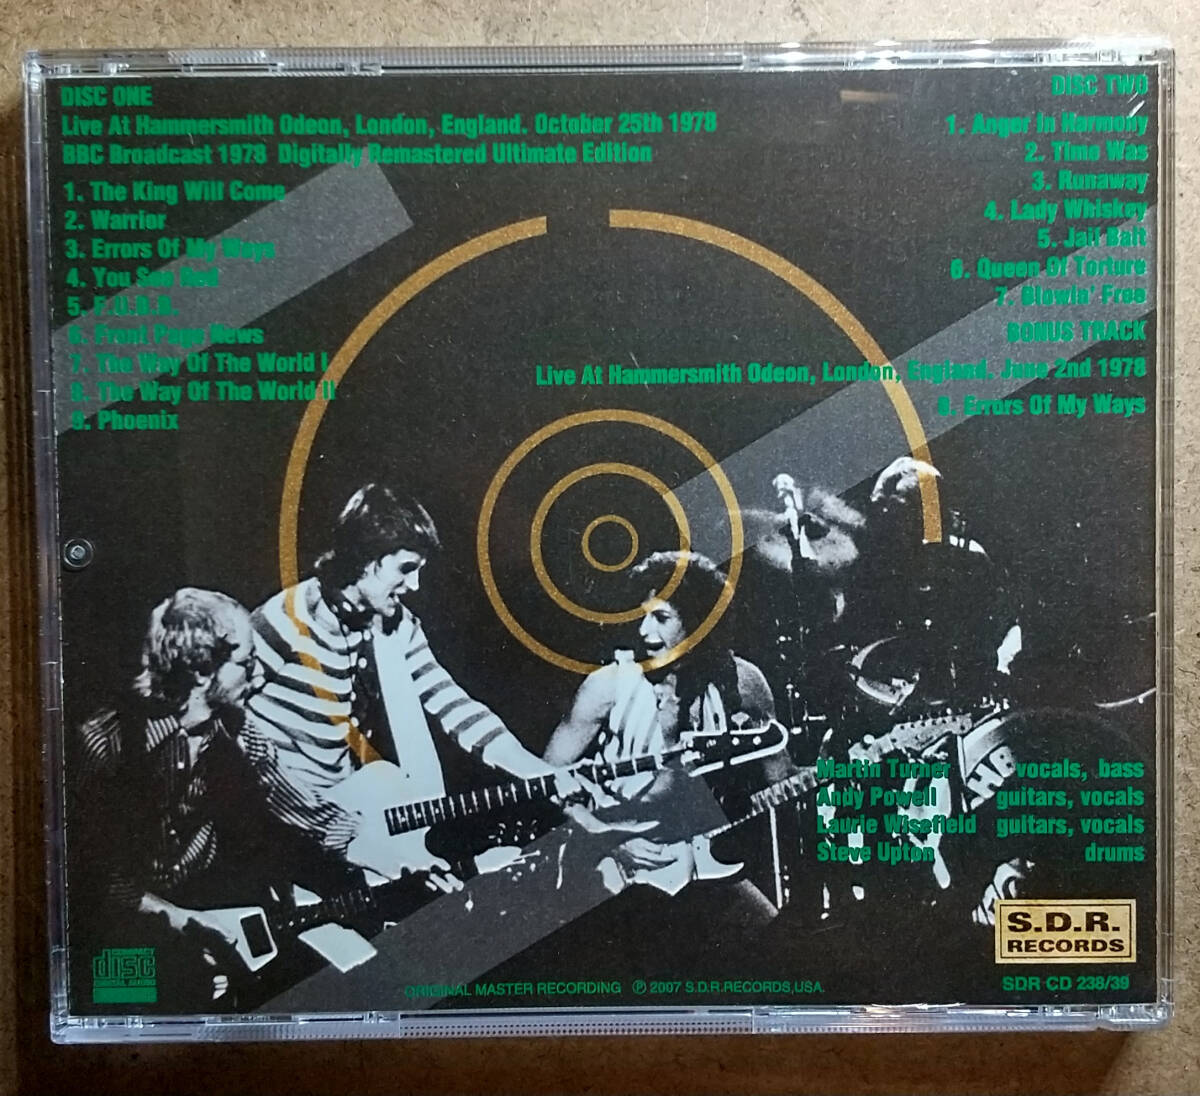 DISC ONE
Live At Hammersmith Odeon, London, England. October 25th 1978
BBC Broadcast 1978 Digitally Remastered Ultimate Edition
1. The King Will Come
2. Warrior
3. Errors Of My Ways
4. You See Red
5. F.U.B.B.
6. Front Page News
7. The Way Of The World I
8. The Way Of The World II
9. Phoenix
DISC TWO
1. Anger In Harmony
2. Time Was
3. Runaway
4. Lady Whiskey
5. Jail Bait
6. Queen Of Torture
7. Blowin' Free
BONUS TRACK
Live At Hammersmith Odeon, London, England. June 2nd 1978
8. Errors Of My Ways
Martin Turner vocals, bass
Andy Powell guitars, vocals
Laurie Wisefield guitars, vocals
Steve Upton drums
S.D.R.
RECORDS
COMPACT
disc
DIGITAL AUDIO
ORIGINAL MASTER RECORDING ℗ 2007 S.D.R.RECORDS,USA.
SDR CD 238/39